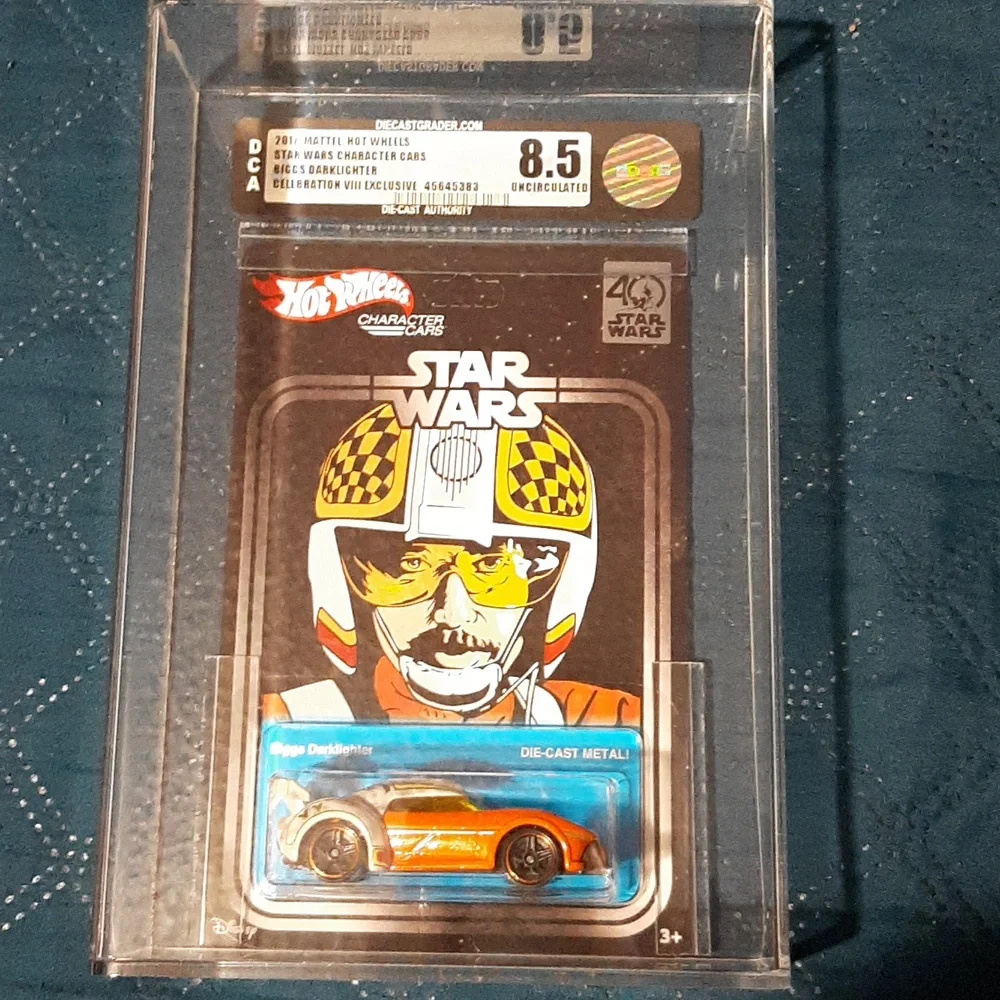 DIECASTGRADER.COM
DCA
2017 MATTEL HOT WHEELS
STAR WARS CHARACTER CARS
BIGGS DARKLIGHTER
CELEBRATION VIII EXCLUSIVE 45645383
8.5
UNCIRCULATED
DIE-CAST AUTHORITY
Hot Wheels
CHARACTER
CARS
40
STAR
WARS
STAR
WARS
Biggs Darklighter
DIE-CAST METAL!
Disney
3+